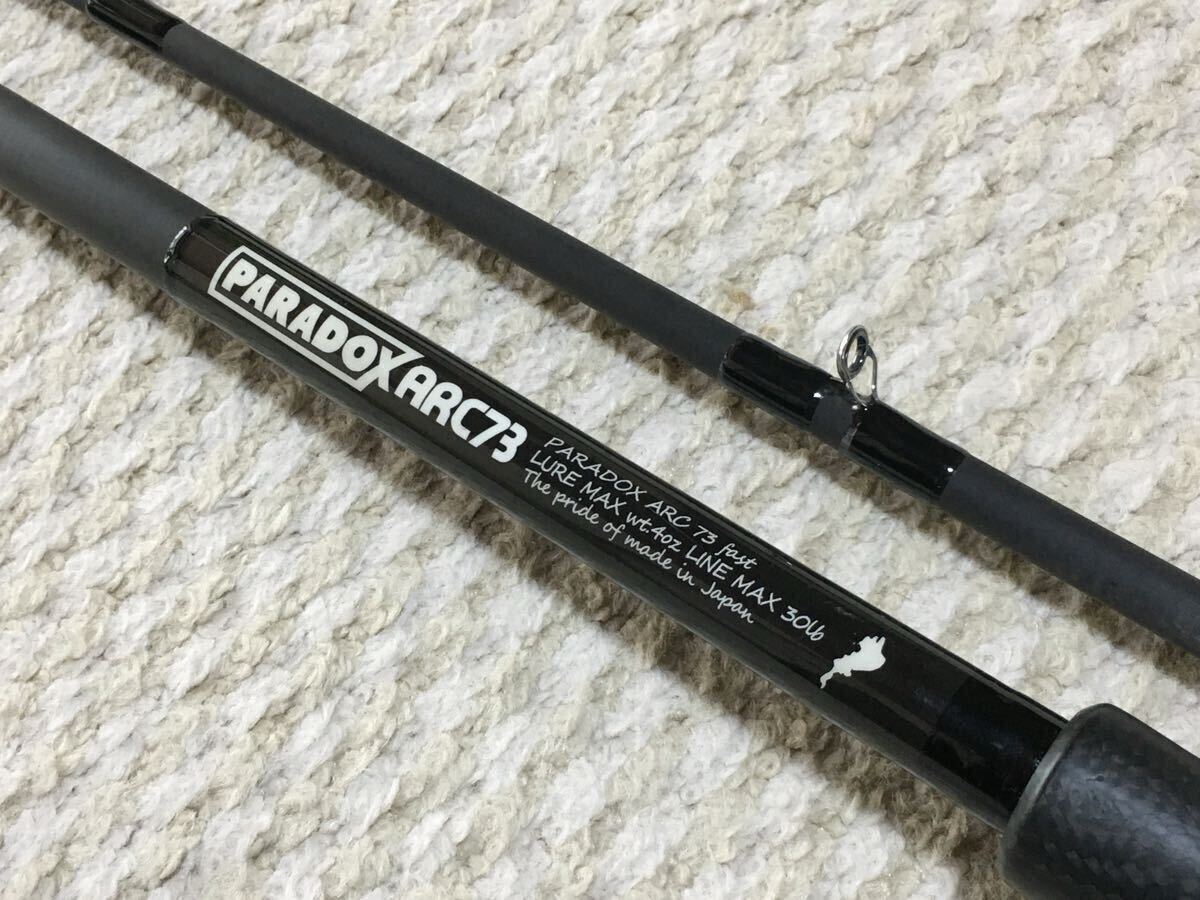 PARADOX ARC73
PARADOX ARC 73 fast
LURE MAX wt.4oz LINE MAX 30lb
The pride of made in Japan